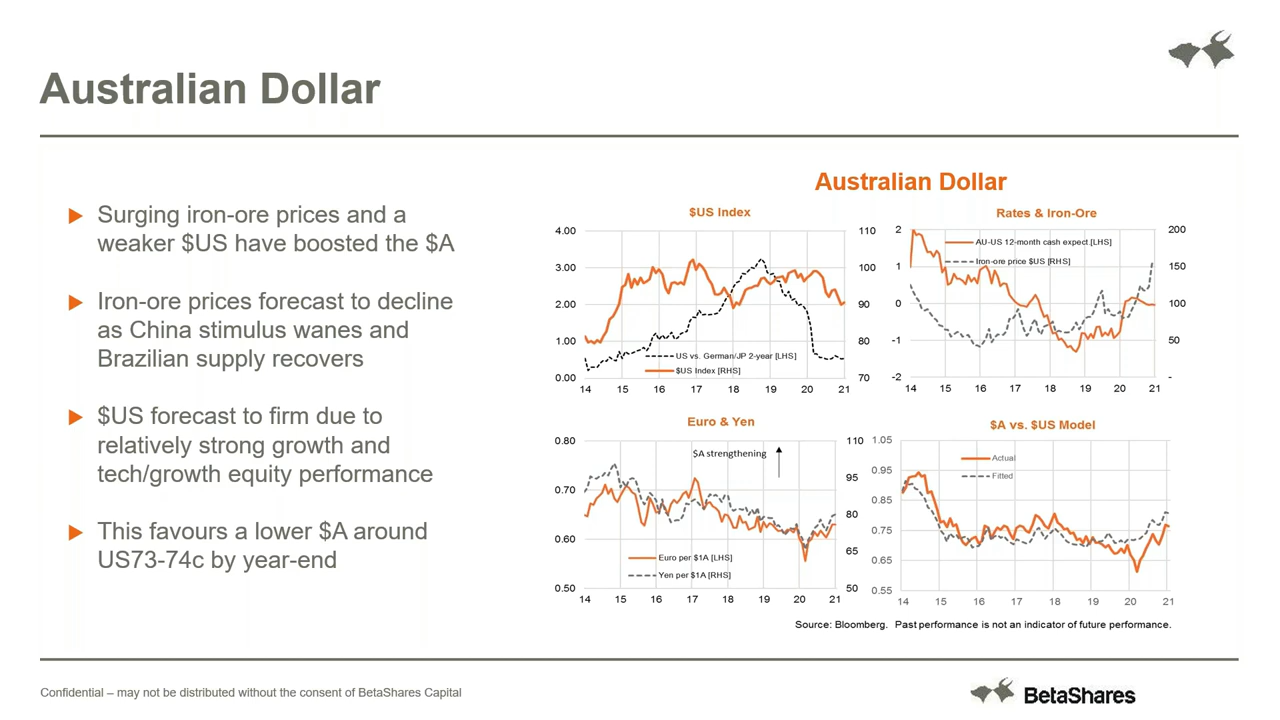 Australian Dollar
Surging iron-ore prices and a
weaker $US have boosted the $A
Iron-ore prices forecast to decline
as China stimulus wanes and
Brazilian supply recovers
$US forecast to firm due to
relatively strong growth and
tech/growth equity performance
This favours a lower $A around
US73-74c by year-end
Australian Dollar
$US Index
4.00
3.00
2.00
1.00
0.00
110
100
90
80
70
US vs. German/JP 2-year [LHS]
$US Index [RHS]
14 15 16 17 18 19 20 21
Rates & Iron-Ore
2
1
0
-1
-2
200
150
100
50
-
AU-US 12-month cash expect.[LHS]
Iron-ore price $US [RHS]
14 15 16 17 18 19 20 21
Euro & Yen
0.80
0.70
0.60
0.50
110
95
80
65
50
$A strengthening
Euro per $1A [LHS]
Yen per $1A [RHS]
14 15 16 17 18 19 20 21
$A vs. $US Model
1.05
0.95
0.85
0.75
0.65
0.55
Actual
Fitted
14 15 16 17 18 19 20 21
Source: Bloomberg. Past performance is not an indicator of future performance.
Confidential – may not be distributed without the consent of BetaShares Capital
BetaShares